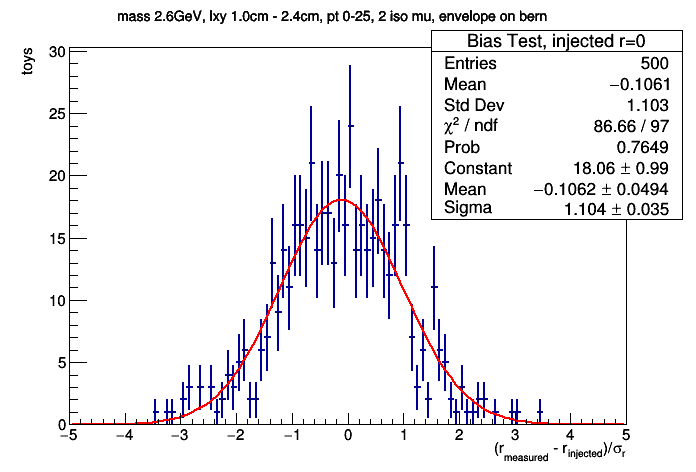 mass 2.6GeV, lxy 1.0cm - 2.4cm, pt 0-25, 2 iso mu, envelope on bern
Bias Test, injected r=0
Entries 500
Mean −0.1061
Std Dev 1.103
χ² / ndf 86.66 / 97
Prob 0.7649
Constant 18.06 ± 0.99
Mean −0.1062 ± 0.0494
Sigma 1.104 ± 0.035
toys
30
25
20
15
10
5
0
−5 −4 −3 −2 −1 0 1 2 3 4 5
(r_measured - r_injected)/σ_r